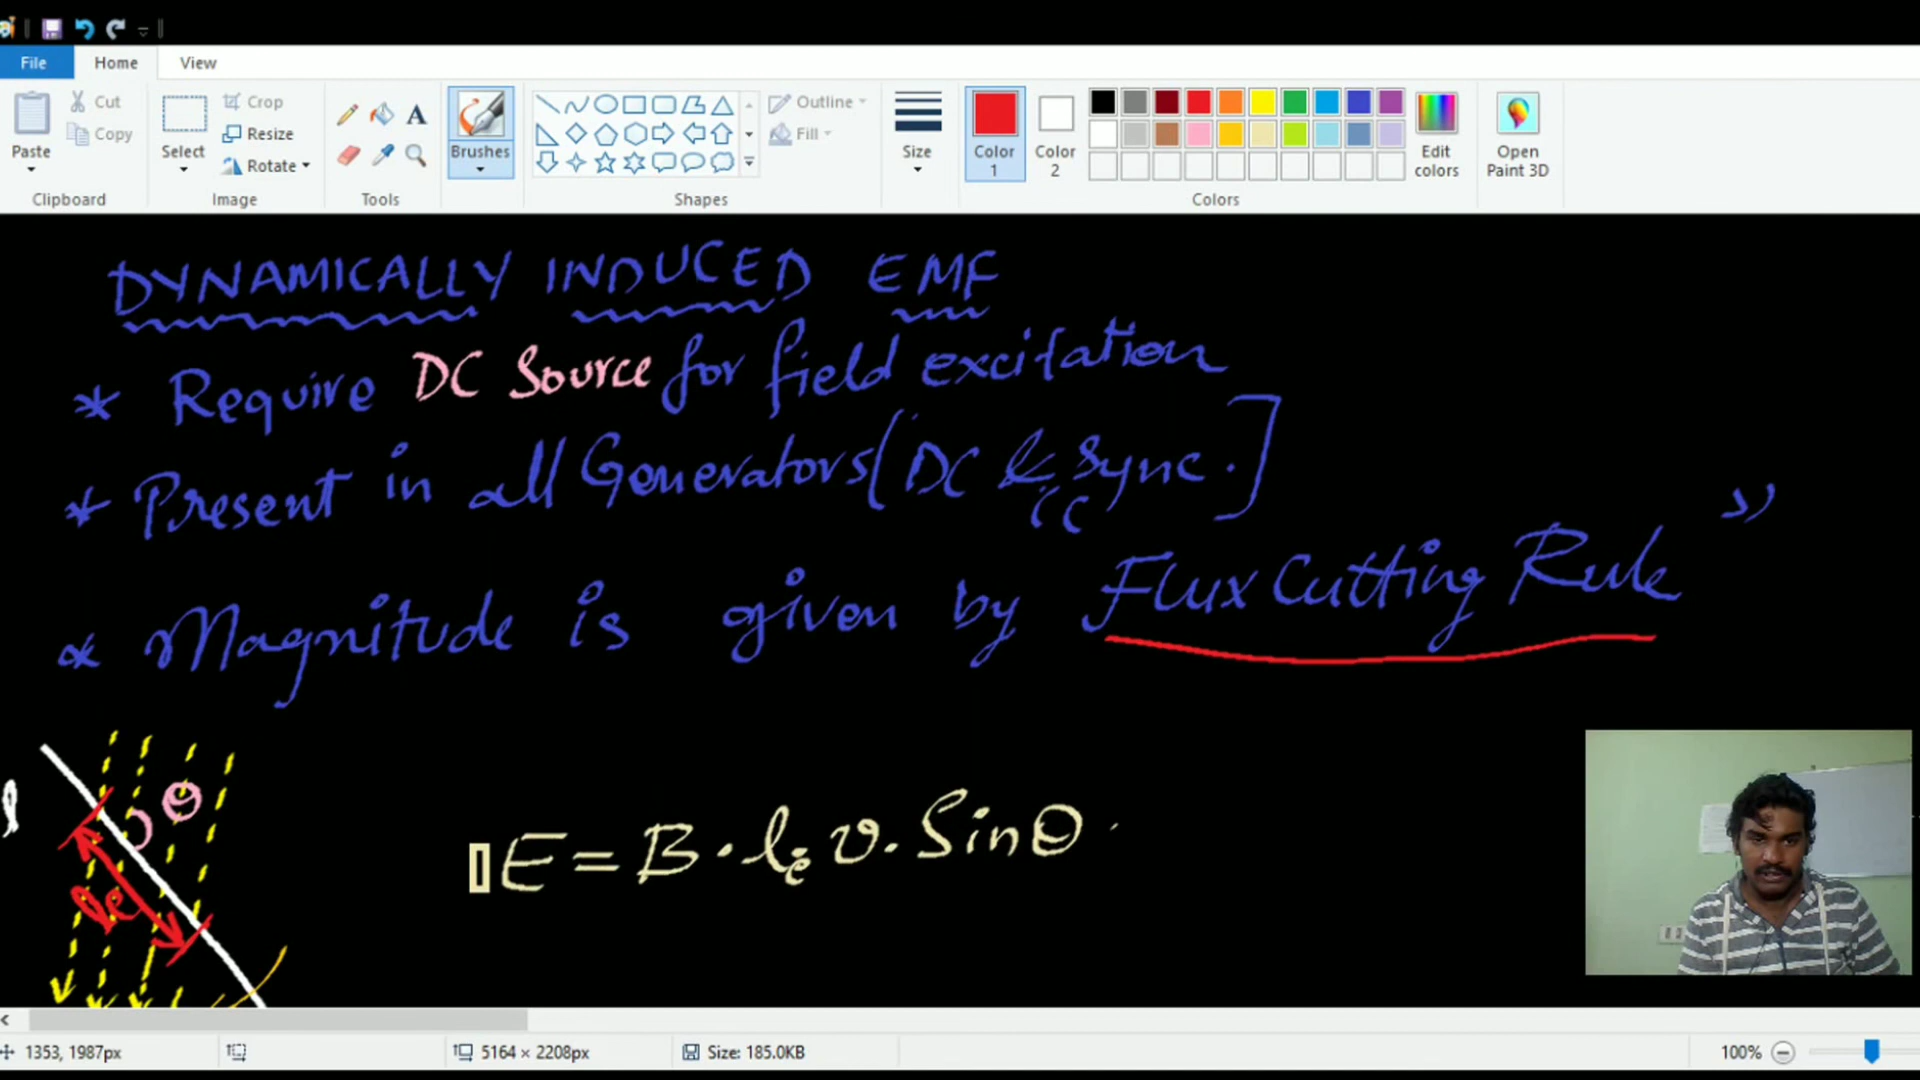 File Home View
Paste
Cut
Copy
Clipboard
Select
Crop
Resize
Rotate
Image
A
Tools
Brushes
Outline
Fill
Shapes
Size
Color 1
Color 2
Edit colors
Colors
Open Paint 3D
DYNAMICALLY INDUCED EMF
* Require DC Source for field excitation
* Present in all Generators (DC & Sync.]
* Magnitude is given by "Flux Cutting Rule"
l
θ
le
E = B . le v . Sinθ .
1353, 1987px
5164 × 2208px
Size: 185.0KB
100%